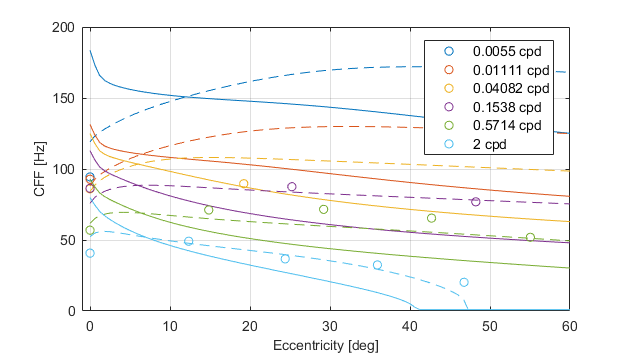 200
150
100
50
0
CFF [Hz]
0.0055 cpd
0.01111 cpd
0.04082 cpd
0.1538 cpd
0.5714 cpd
2 cpd
0 10 20 30 40 50 60
Eccentricity [deg]